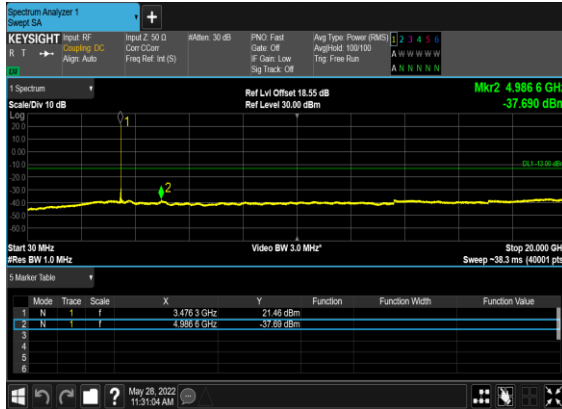 Spectrum Analyzer 1
Swept SA
+
KEYSIGHT Input: RF Input Z: 50 Ω #Atten: 30 dB PNO: Fast Avg Type: Power (RMS) 1 2 3 4 5 6
R T Coupling: DC Corr CCorr Gate: Off Avg|Hold: 100/100 A W W W W W
Align: Auto Freq Ref: Int (S) IF Gain: Low Trig: Free Run
Sig Track: Off A N N N N N
LU
1 Spectrum Ref Lvl Offset 18.55 dB Mkr2 4.986 6 GHz
Scale/Div 10 dB Ref Level 30.00 dBm -37.690 dBm
Log
20.0
10.0
0.00
-10.0
-20.0
-30.0
-40.0
-50.0
-60.0
1
2
DL1 -13.00 dBm
Start 30 MHz Video BW 3.0 MHz* Stop 20.000 GH
#Res BW 1.0 MHz Sweep ~38.3 ms (40001 pts
5 Marker Table
Mode Trace Scale X Y Function Function Width Function Value
1 N 1 f 3.476 3 GHz 21.46 dBm
2 N 1 f 4.986 6 GHz -37.69 dBm
3
4
5
6
? May 28, 2022
11:31:04 AM